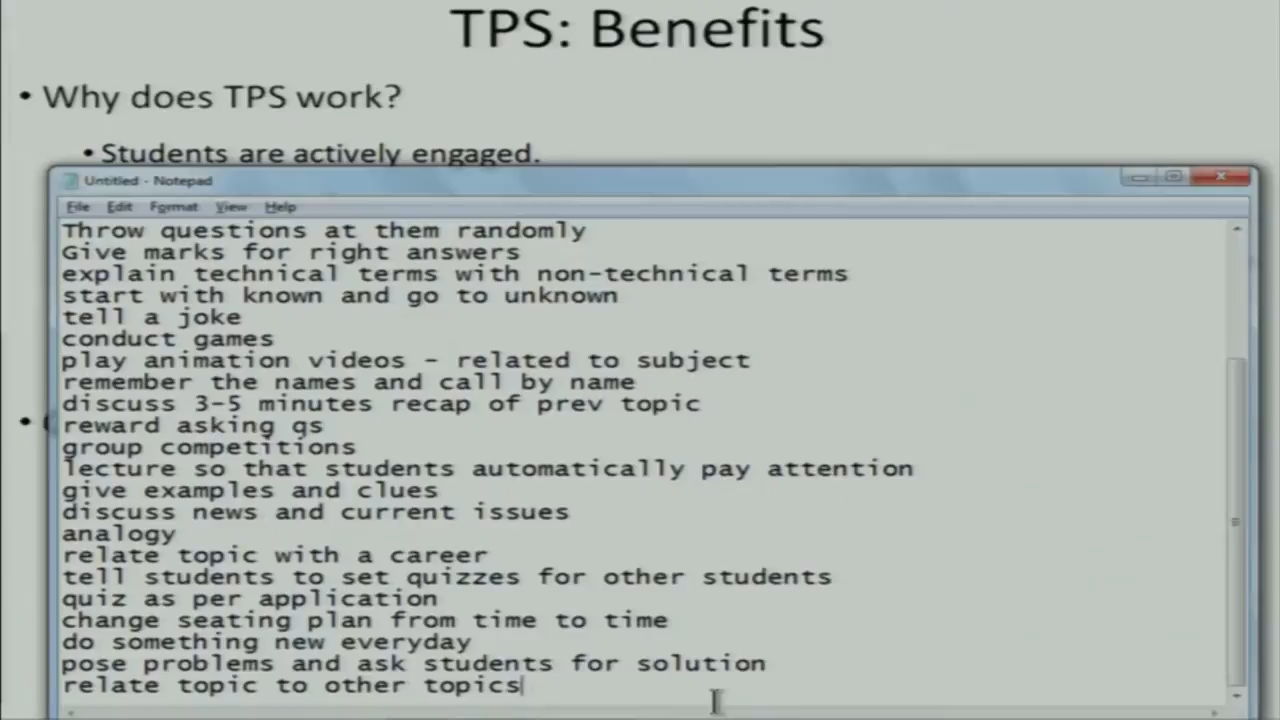 TPS: Benefits
• Why does TPS work?
• Students are actively engaged.
Untitled - Notepad
File Edit Format View Help
Throw questions at them randomly
Give marks for right answers
explain technical terms with non-technical terms
start with known and go to unknown
tell a joke
conduct games
play animation videos - related to subject
remember the names and call by name
discuss 3-5 minutes recap of prev topic
reward asking qs
group competitions
lecture so that students automatically pay attention
give examples and clues
discuss news and current issues
analogy
relate topic with a career
tell students to set quizzes for other students
quiz as per application
change seating plan from time to time
do something new everyday
pose problems and ask students for solution
relate topic to other topics